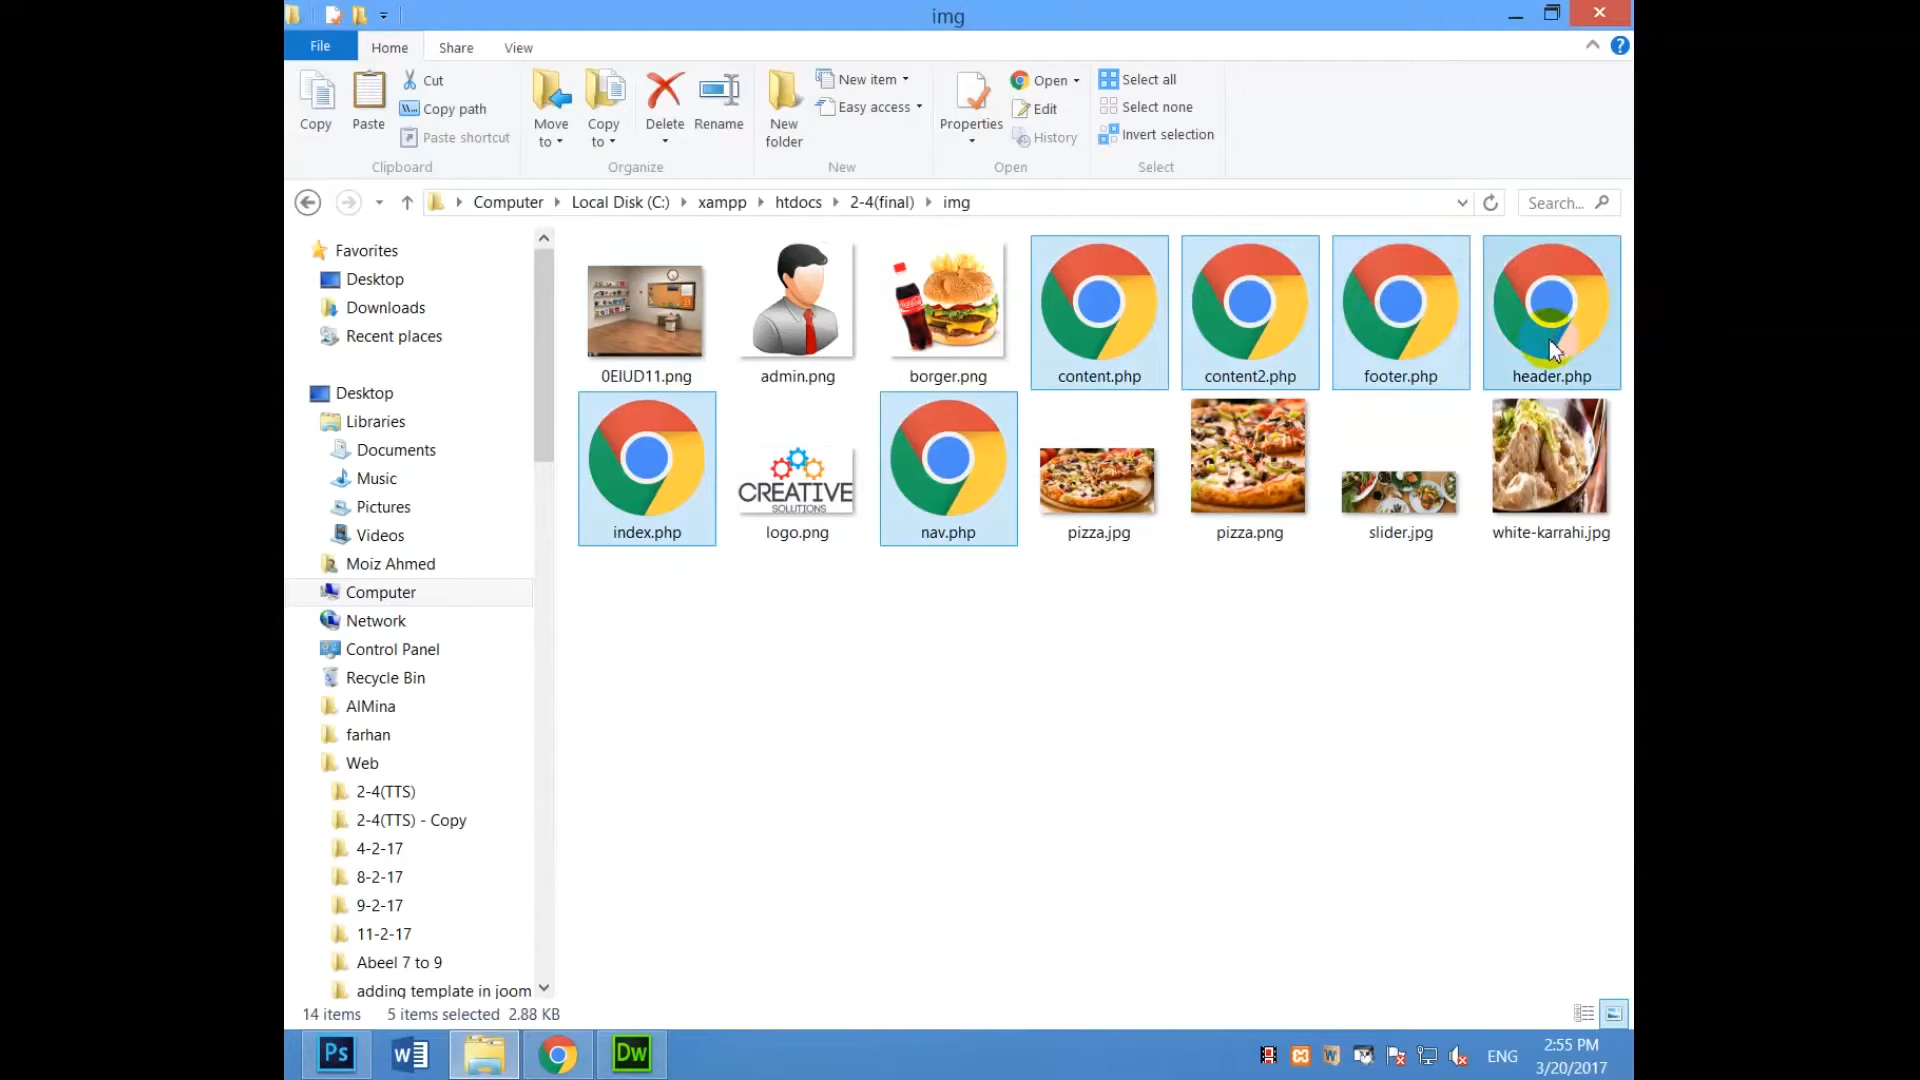 img
File
Home
Share
View
Copy
Paste
Cut
Copy path
Paste shortcut
Clipboard
Move to
Copy to
Delete
Rename
Organize
New folder
New item
Easy access
New
Properties
Open
Edit
History
Open
Select all
Select none
Invert selection
Select
Computer
Local Disk (C:)
xampp
htdocs
2-4(final)
img
Search...
Favorites
Desktop
Downloads
Recent places
Desktop
Libraries
Documents
Music
Pictures
Videos
Moiz Ahmed
Computer
Network
Control Panel
Recycle Bin
AlMina
farhan
Web
2-4(TTS)
2-4(TTS) - Copy
4-2-17
8-2-17
9-2-17
11-2-17
Abeel 7 to 9
adding template in joom
0EIUD11.png
admin.png
borger.png
content.php
content2.php
footer.php
header.php
index.php
CREATIVE
SOLUTIONS
logo.png
nav.php
pizza.jpg
pizza.png
slider.jpg
white-karrahi.jpg
14 items
5 items selected 2.88 KB
Ps
W
Dw
ENG
2:55 PM
3/20/2017